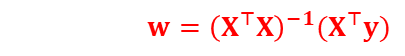 w = (X⊤X)⁻¹(X⊤y)